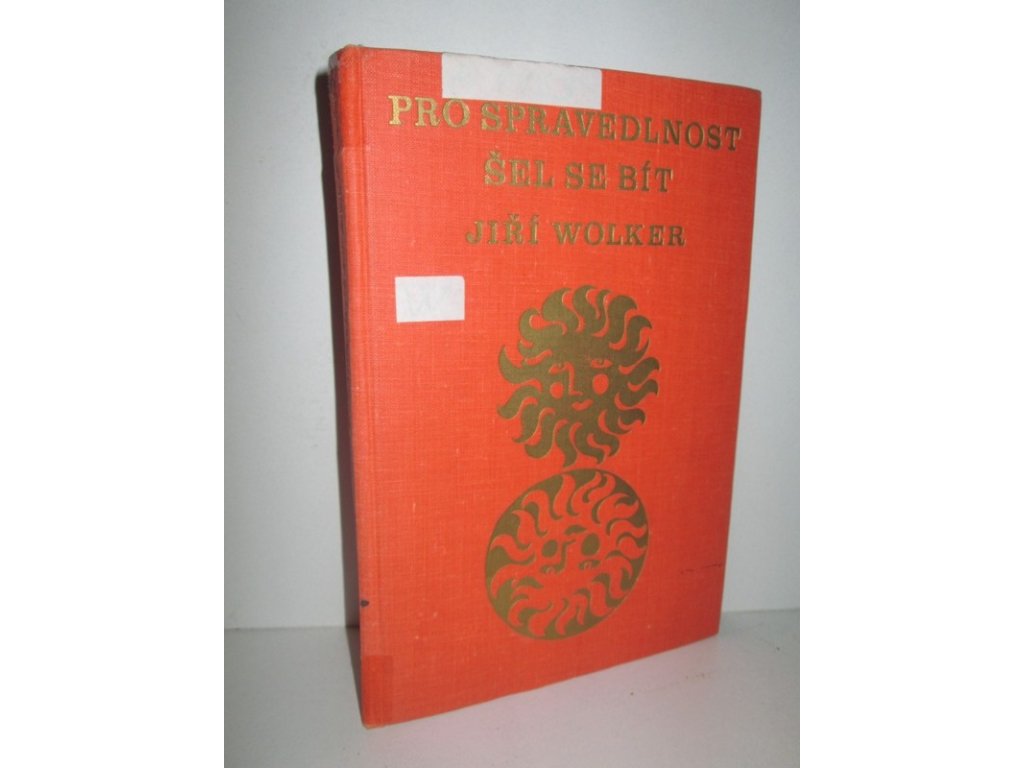 PRO SPRAVEDLNOST
ŠEL SE BÍT
JIŘÍ WOLKER